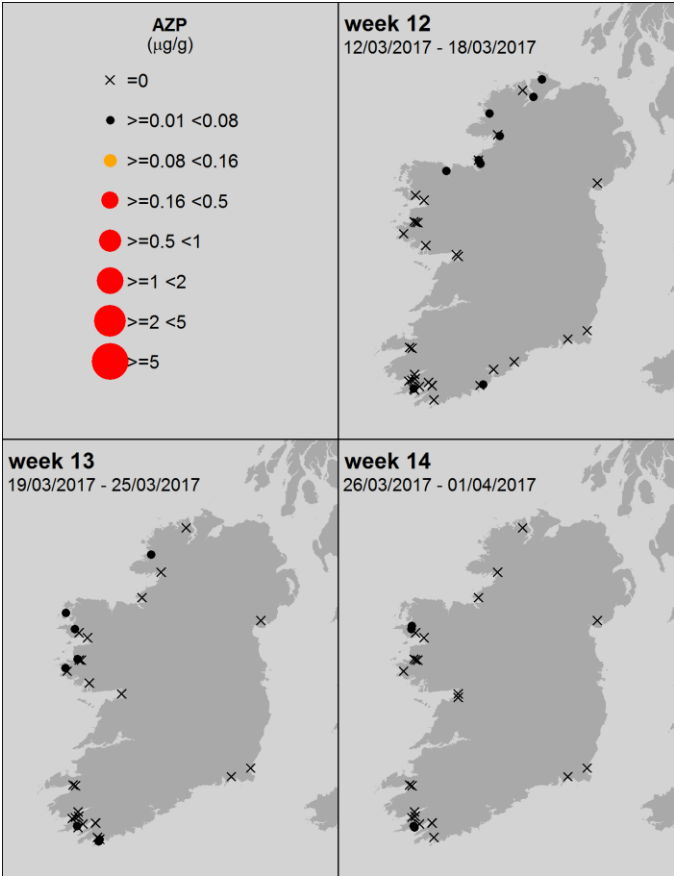 AZP
(µg/g)
=0
>=0.01 <0.08
>=0.08 <0.16
>=0.16 <0.5
>=0.5 <1
>=1 <2
>=2 <5
>=5
week 12
12/03/2017 - 18/03/2017
week 13
19/03/2017 - 25/03/2017
week 14
26/03/2017 - 01/04/2017